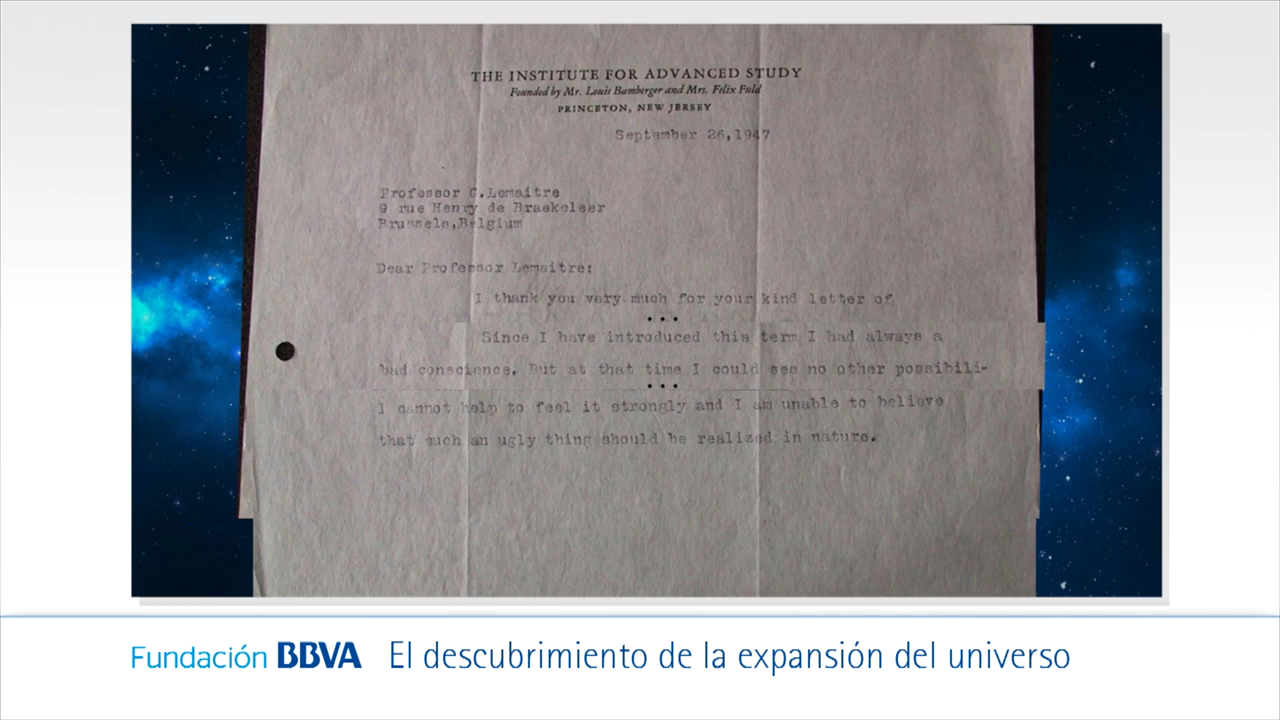 THE INSTITUTE FOR ADVANCED STUDY
Founded by Mr. Louis Bamberger and Mrs. Felix Fuld
PRINCETON, NEW JERSEY
September 26,1947
Professor G.Lemaitre
9 rue Henry de Braekeleer
Brussels,Belgium
Dear Professor Lemaitre:
I thank you very much for your kind letter of
...
Since I have introduced this term I had always a
bad conscience. But at that time I could see no other possibili-
...
I cannot help to feel it strongly and I am unable to believe
that such an ugly thing should be realized in nature.
Fundación BBVA El descubrimiento de la expansión del universo